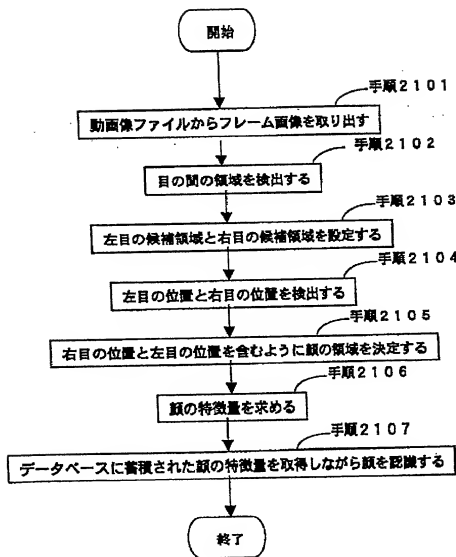 開始
手順2101
動画像ファイルからフレーム画像を取り出す
手順2102
目の間の領域を検出する
手順2103
左目の候補領域と右目の候補領域を設定する
手順2104
左目の位置と右目の位置を検出する
手順2105
右目の位置と左目の位置を含むように顔の領域を決定する
手順2106
顔の特徴量を求める
手順2107
データベースに蓄積された顔の特徴量を取得しながら顔を認識する
終了